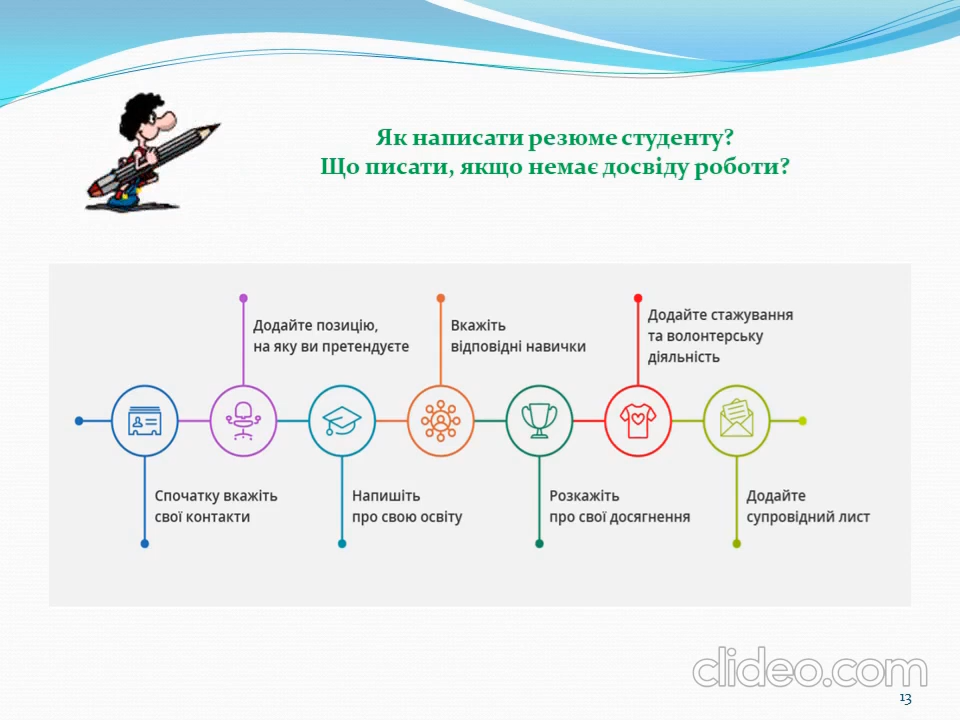 Як написати резюме студенту?
Що писати, якщо немає досвіду роботи?
Спочатку вкажіть
свої контакти
Додайте позицію,
на яку ви претендуєте
Напишіть
про свою освіту
Вкажіть
відповідні навички
Розкажіть
про свої досягнення
Додайте стажування
та волонтерську
діяльність
Додайте
супровідний лист
clideo.com
13